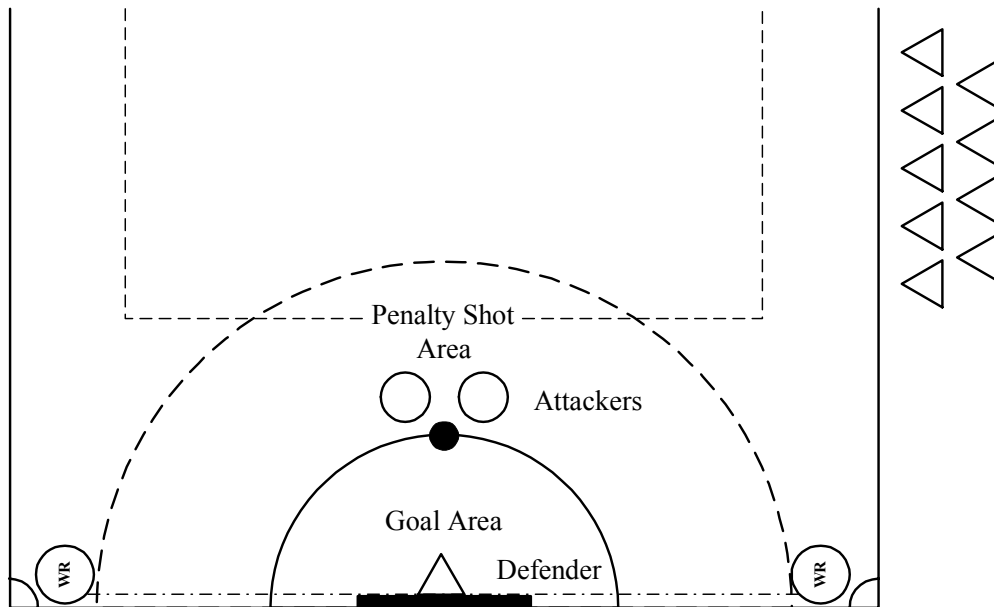 Penalty Shot
Area
Attackers
Goal Area
Defender
WR
WR